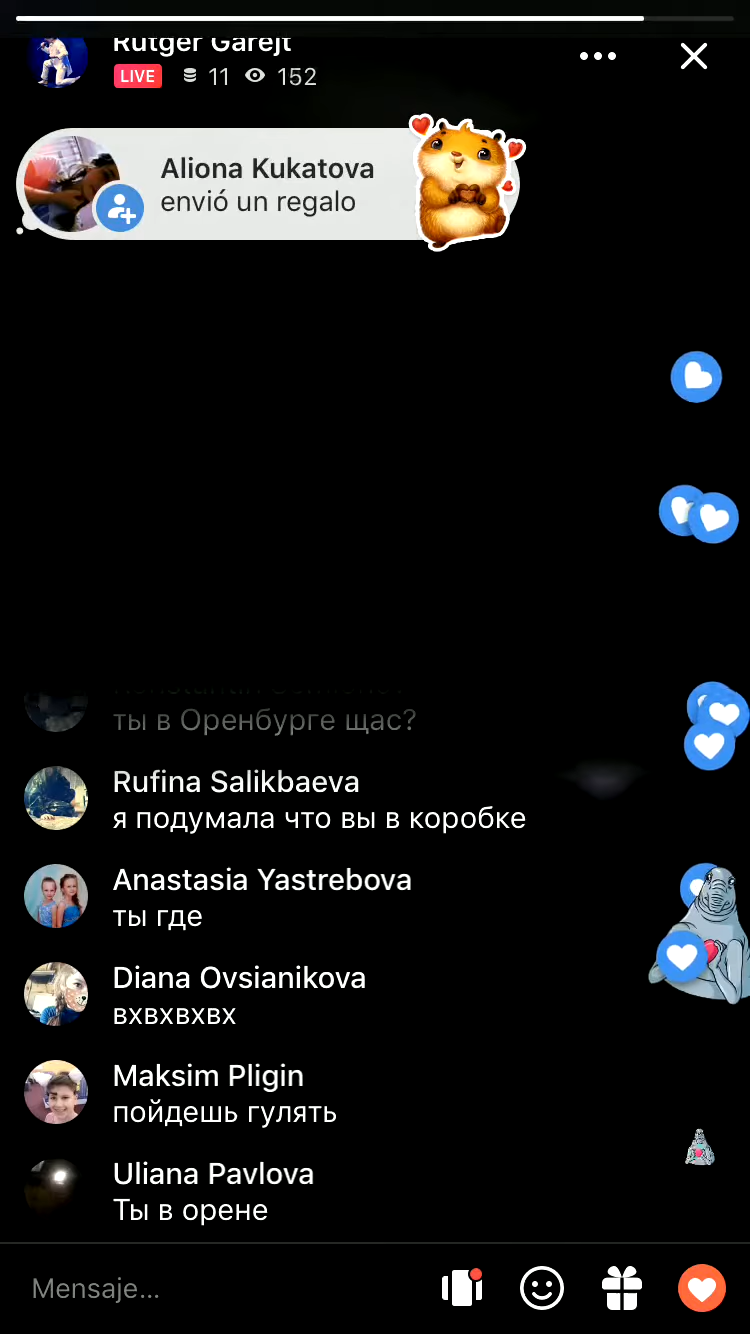 Rutger Garejt
LIVE 11 152
Aliona Kukatova
envió un regalo
ты в Оренбурге щас?
Rufina Salikbaeva
я подумала что вы в коробке
Anastasia Yastrebova
ты где
Diana Ovsianikova
вхвхвхвх
Maksim Pligin
пойдешь гулять
Uliana Pavlova
Ты в орене
Mensaje...